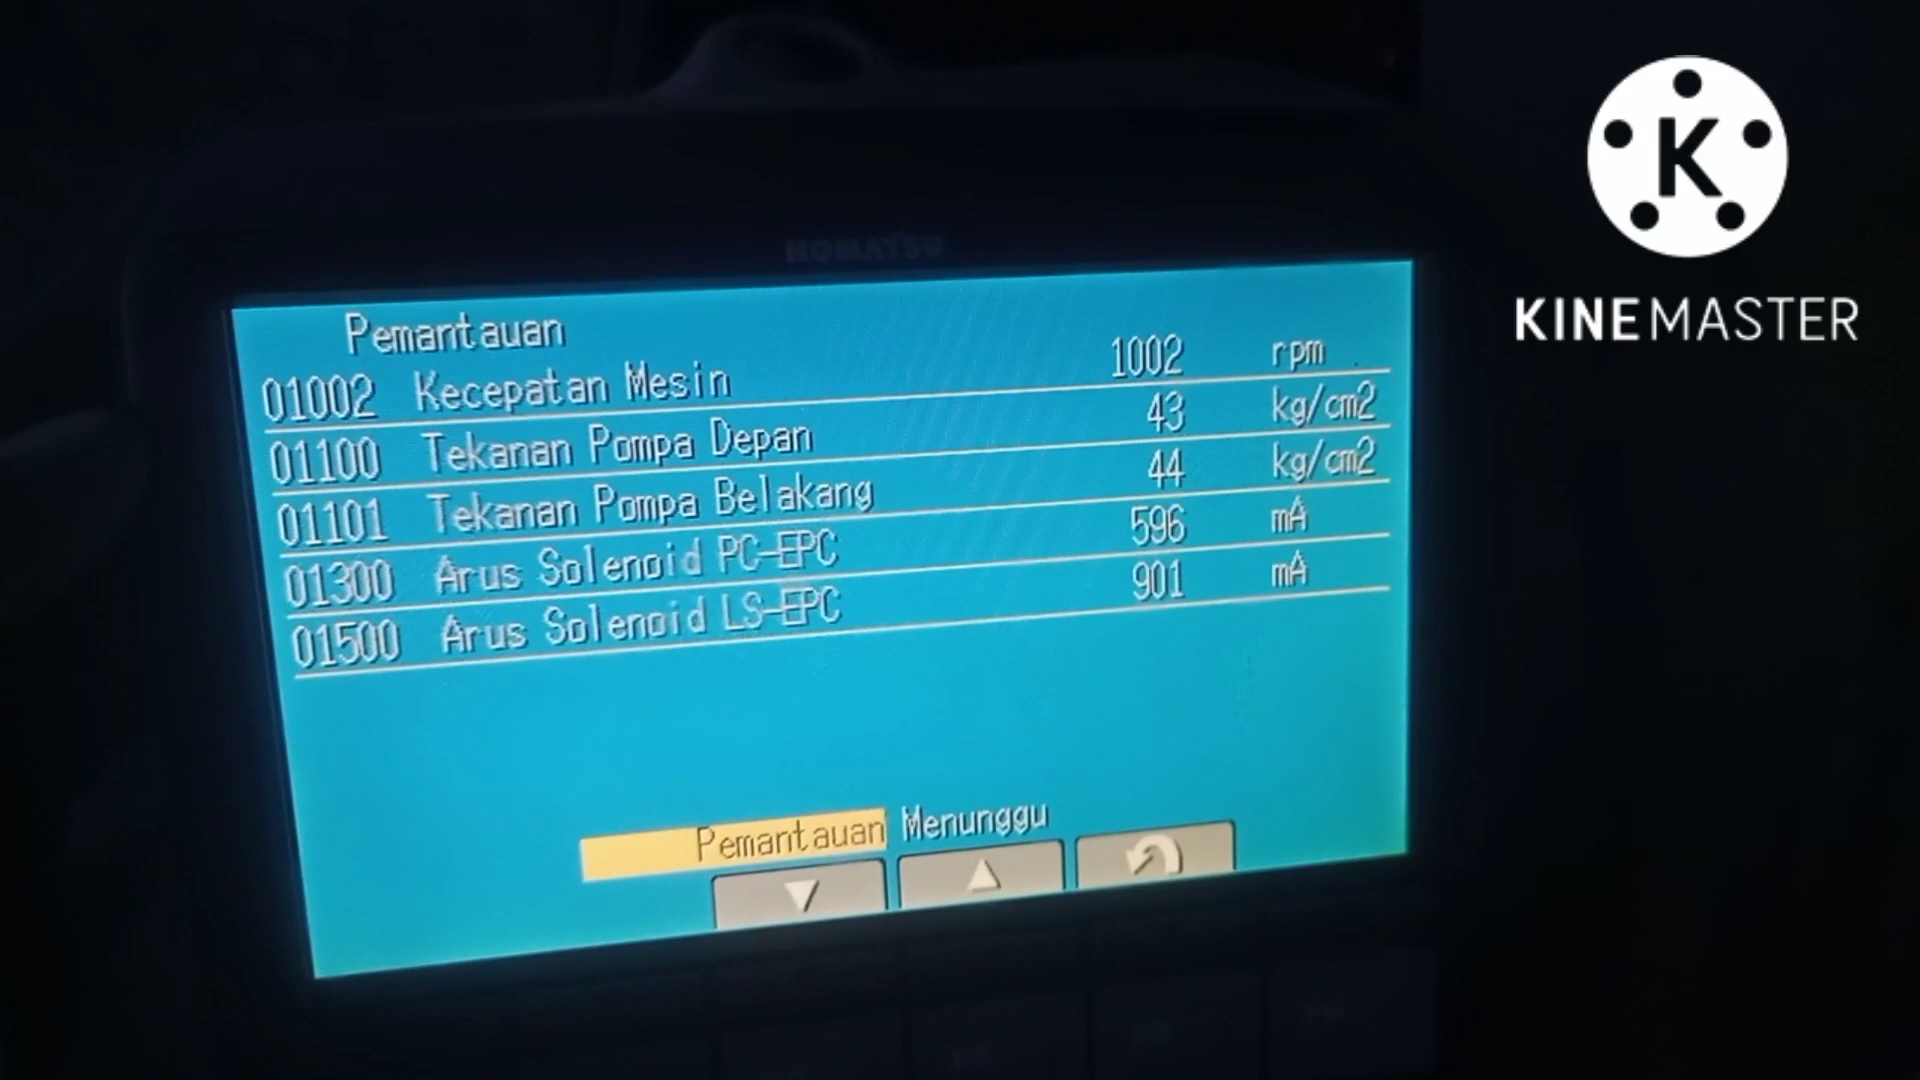 KOMATSU
Pemantauan
01002 Kecepatan Mesin 1002 rpm
01100 Tekanan Pompa Depan 43 kg/cm2
01101 Tekanan Pompa Belakang 44 kg/cm2
01300 Arus Solenoid PC-EPC 596 mA
01500 Arus Solenoid LS-EPC 901 mA
Pemantauan Menunggu
K
KINEMASTER